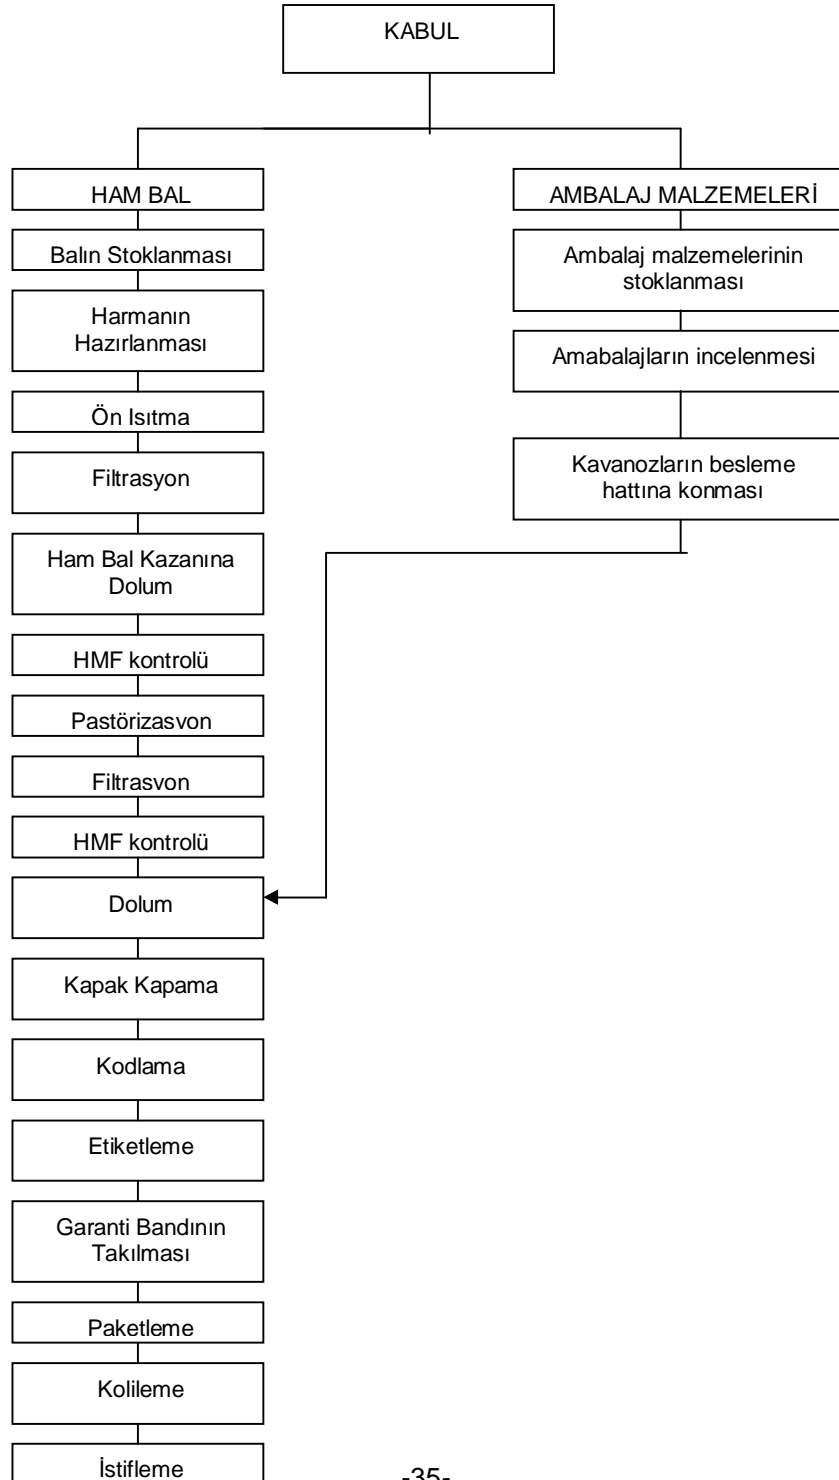 KABUL
HAM BAL
Balın Stoklanması
Harmanın
Hazırlanması
Ön Isıtma
Filtrasyon
Ham Bal Kazanına
Dolum
HMF kontrolü
Pastörizasyon
Filtrasyon
HMF kontrolü
Dolum
Kapak Kapama
Kodlama
Etiketleme
Garanti Bandının
Takılması
Paketleme
Kolileme
İstifleme
AMBALAJ MALZEMELERİ
Ambalaj malzemelerinin
stoklanması
Amabalajların incelenmesi
Kavanozların besleme
hattına konması
-35-